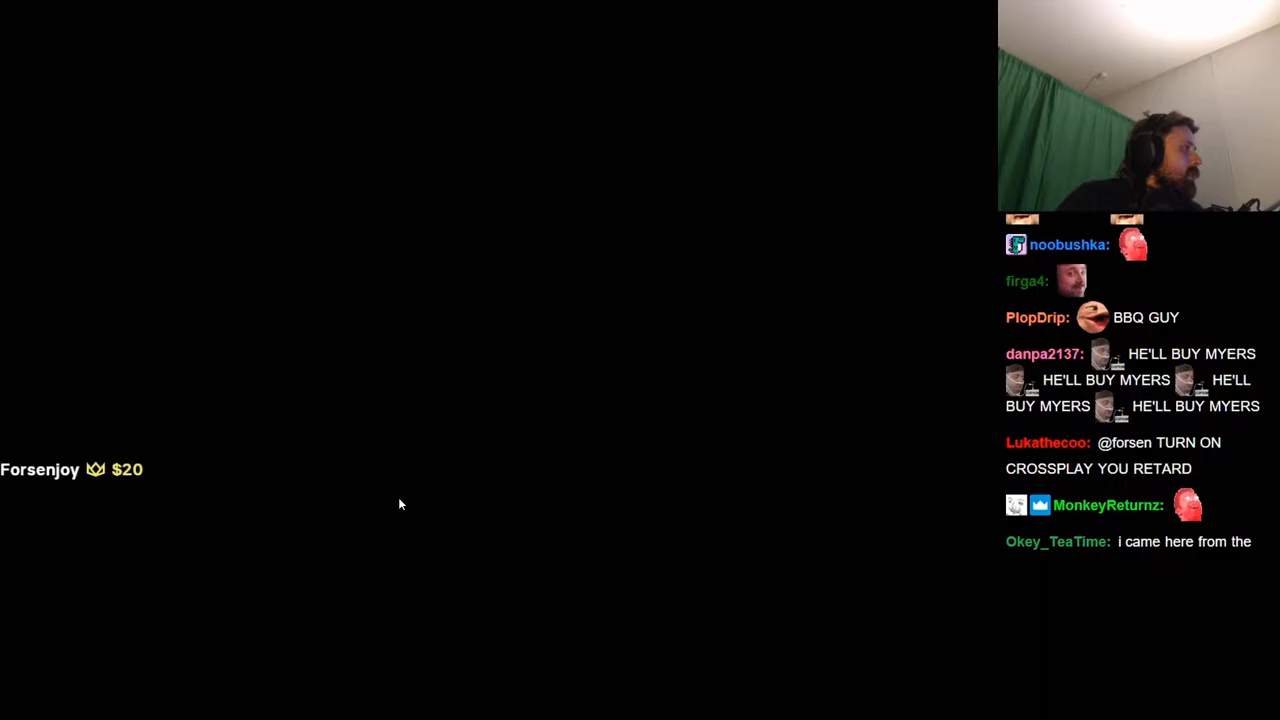 noobushka:
firga4:
PlopDrip: BBQ GUY
danpa2137: HE'LL BUY MYERS
HE'LL BUY MYERS HE'LL
BUY MYERS HE'LL BUY MYERS
Lukathecoo: @forsen TURN ON
CROSSPLAY YOU RETARD
Forsenjoy $20
MonkeyReturnz:
Okey_TeaTime: i came here from the